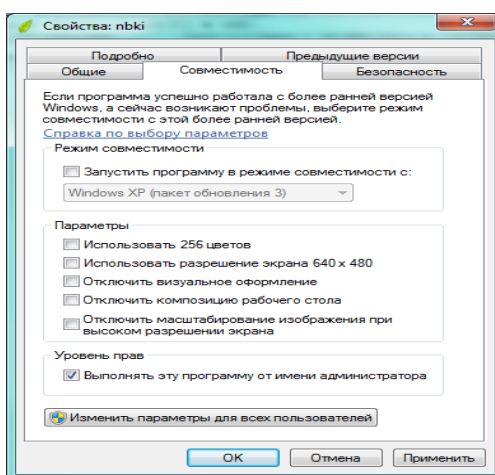 Свойства: nbki
Подробно
Предыдущие версии
Общие
Совместимость
Безопасность
Если программа успешно работала с более ранней версией
Windows, а сейчас возникают проблемы, выберите режим
совместимости с этой более ранней версией.
Справка по выбору параметров
Режим совместимости
Запустить программу в режиме совместимости с:
Windows XP (пакет обновления 3)
Параметры
Использовать 256 цветов
Использовать разрешение экрана 640 x 480
Отключить визуальное оформление
Отключить композицию рабочего стола
Отключить масштабирование изображения при
высоком разрешении экрана
Уровень прав
Выполнять эту программу от имени администратора
Изменить параметры для всех пользователей
OK
Отмена
Применить